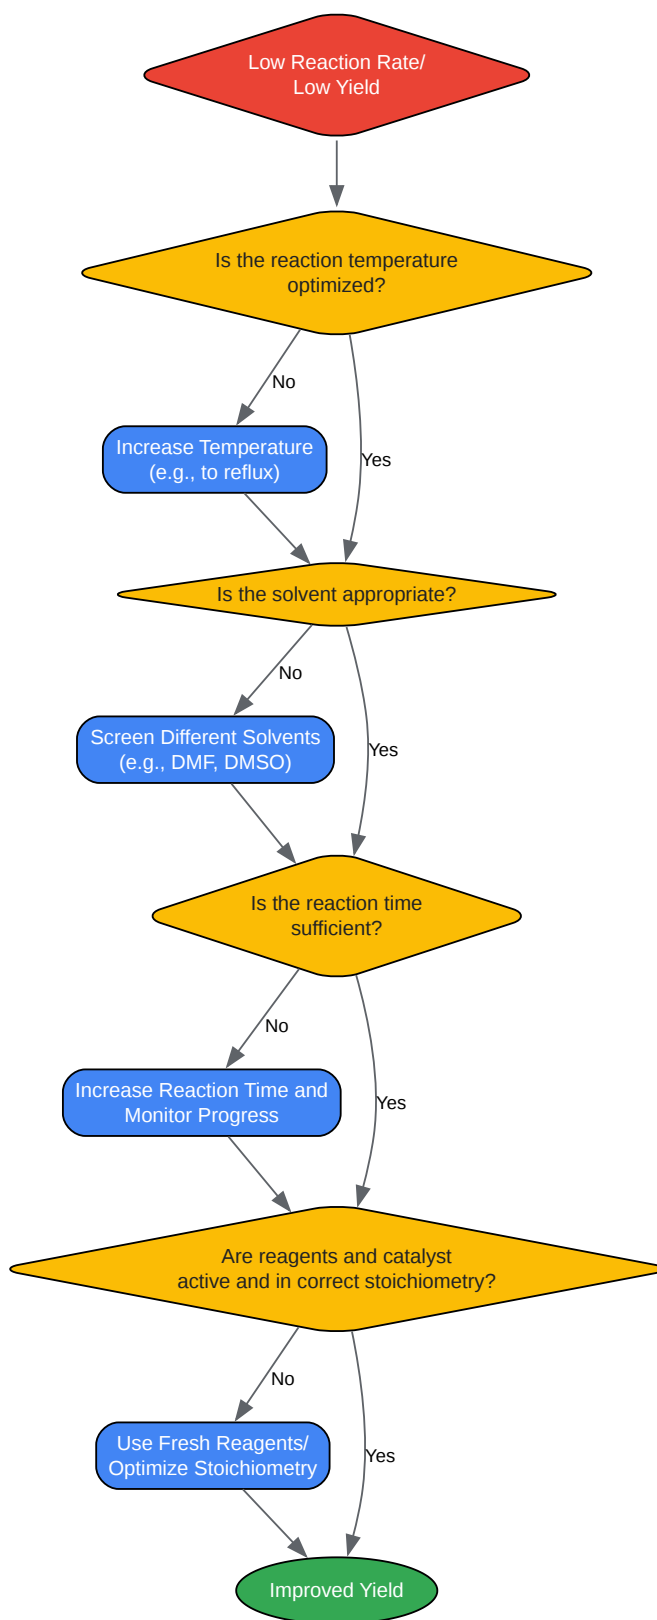 Low Reaction Rate/
Low Yield
Is the reaction temperature
optimized?
No
Increase Temperature
(e.g., to reflux)
Yes
Is the solvent appropriate?
No
Screen Different Solvents
(e.g., DMF, DMSO)
Yes
Is the reaction time
sufficient?
No
Increase Reaction Time and
Monitor Progress
Yes
Are reagents and catalyst
active and in correct stoichiometry?
No
Use Fresh Reagents/
Optimize Stoichiometry
Yes
Improved Yield